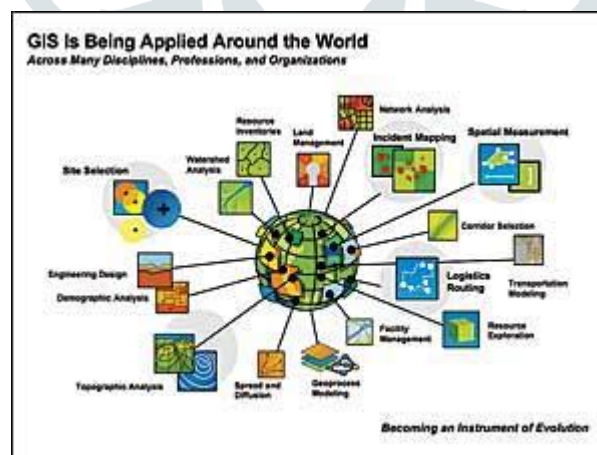 GIS Is Being Applied Around the World
Across Many Disciplines, Professions, and Organizations
Network Analysis
Resource
Inventories
Land
Management
Incident Mapping
Spatial Measurement
Watershed
Analysis
Site Selection
Corridor Selection
Engineering Design
Demographic Analysis
Logistics
Routing
Transportation
Modeling
Facility
Management
Resource
Exploration
Topographic Analysis
Spread and
Diffusion
Geoprocess
Modeling
Becoming an Instrument of Evolution